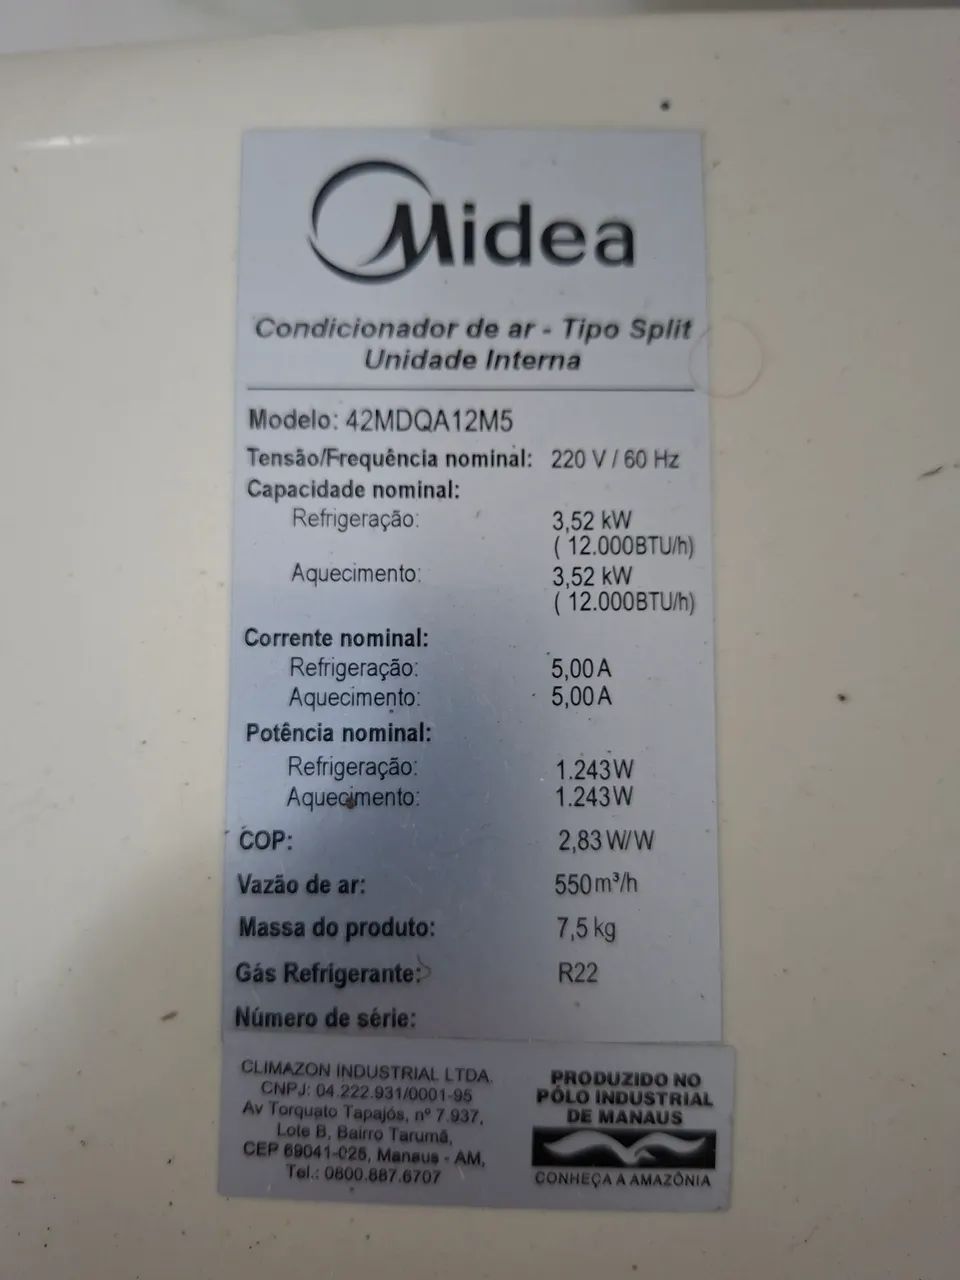 Midea
Condicionador de ar - Tipo Split
Unidade Interna
Modelo: 42MDQA12M5
Tensão/Frequência nominal: 220 V / 60 Hz
Capacidade nominal:
Refrigeração: 3,52 kW
( 12.000BTU/h)
Aquecimento: 3,52 kW
( 12.000BTU/h)
Corrente nominal:
Refrigeração: 5,00 A
Aquecimento: 5,00 A
Potência nominal:
Refrigeração: 1.243W
Aquecimento: 1.243W
COP: 2,83 W/W
Vazão de ar: 550 m³/h
Massa do produto: 7,5 kg
Gás Refrigerante: R22
Número de série:
CLIMAZON INDUSTRIAL LTDA.
CNPJ: 04.222.931/0001-95
Av Torquato Tapajós, nº 7.937,
Lote B, Bairro Tarumã,
CEP 69041-025, Manaus - AM,
Tel.: 0800.887.6707
PRODUZIDO NO
PÓLO INDUSTRIAL
DE MANAUS
CONHEÇA A AMAZÔNIA